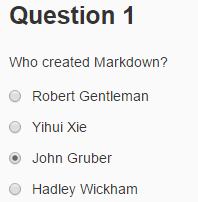 Question 1
Who created Markdown?
Robert Gentleman
Yihui Xie
John Gruber
Hadley Wickham